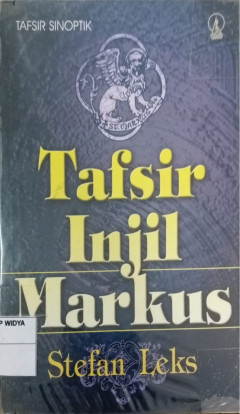 TAFSIR SINOPTIK
Tafsir
Injil
Markus
P WIDYA
Stefan Leks